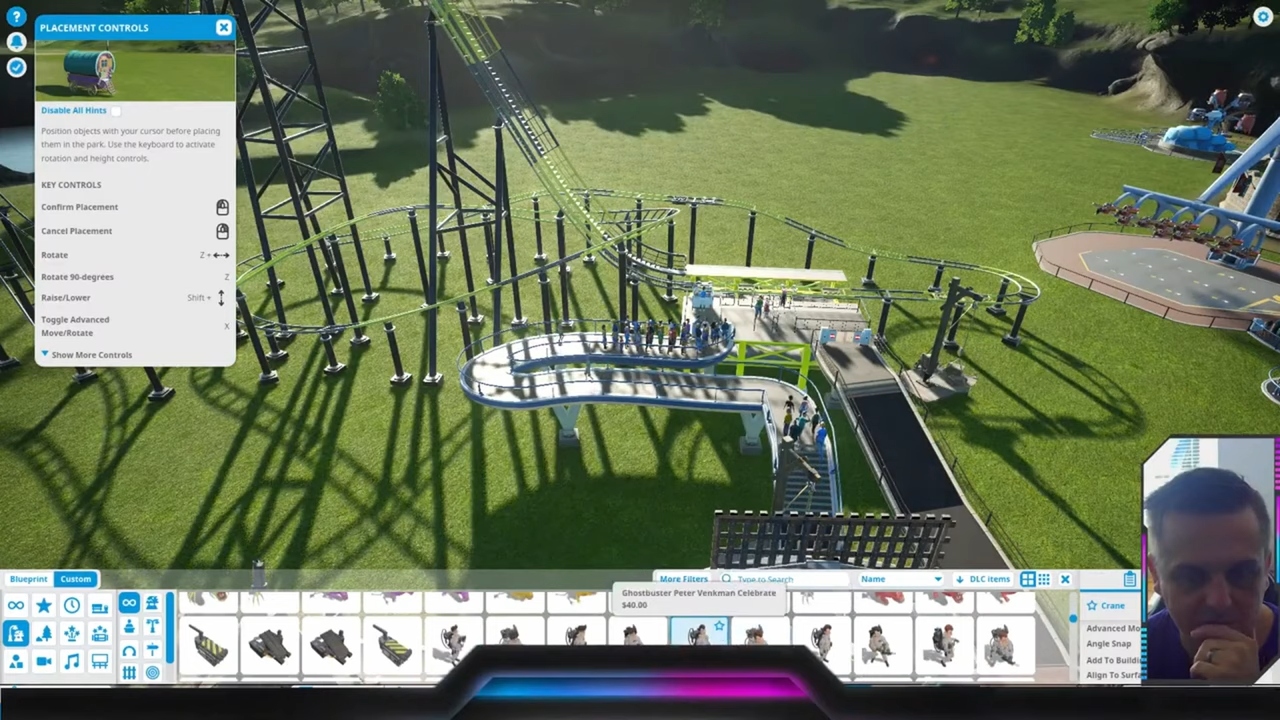 PLACEMENT CONTROLS
Disable All Hints
Position objects with your cursor before placing
them in the park. Use the keyboard to activate
rotation and height controls.
KEY CONTROLS
Confirm Placement
Cancel Placement
Rotate Z +
Rotate 90-degrees Z
Raise/Lower Shift +
Toggle Advanced
Move/Rotate X
Show More Controls
Blueprint Custom
More Filters Type to Search Name DLC items
Ghostbuster Peter Venkman Celebrate
$40.00
Crane
Advanced Mo
Angle Snap
Add To Buildi
Align To Surfa